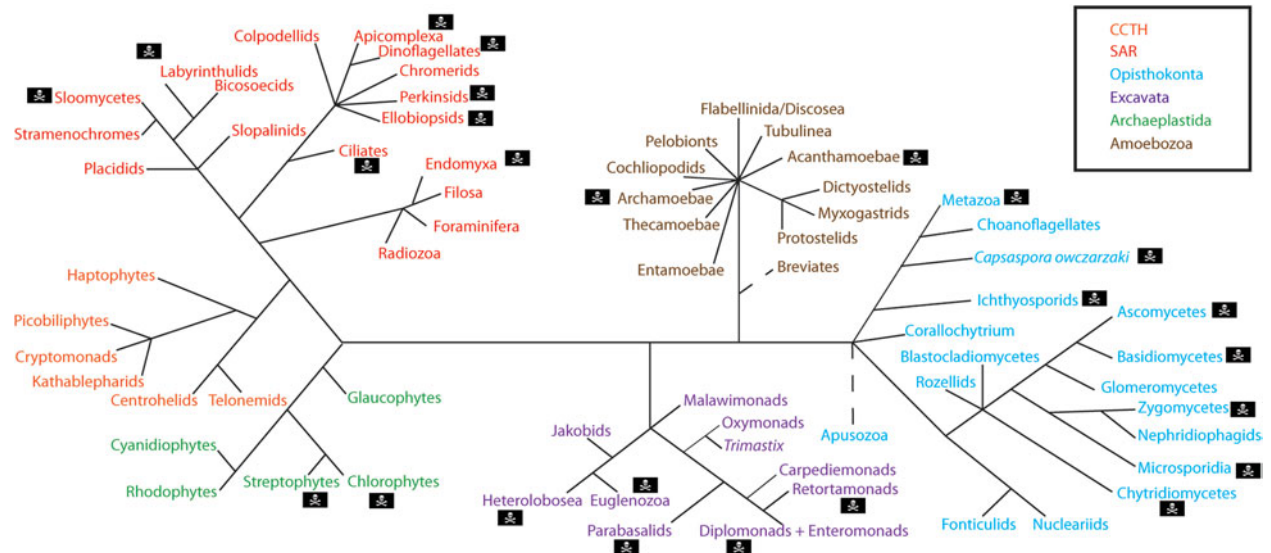 Colpodellids
Apicomplexa
Dinoflagellates
Labyrinthulids
Bicosoecids
Chromerids
Sloomycetes
Perkinsids
Ellobiopsids
Stramenochromes
Slopalinids
Placidids
Ciliates
Endomyxa
Filosa
Foraminifera
Radiozoa
Haptophytes
Picobiliphytes
Cryptomonads
Kathablepharids
Centrohelids
Telonemids
Glaucophytes
Cyanidiophytes
Rhodophytes
Streptophytes
Chlorophytes
Flabellinida/Discosea
Tubulinea
Pelobionts
Acanthamoebae
Cochliopodids
Dictyostelids
Archamoebae
Myxogastrids
Thecamoebae
Protostelids
Entamoebae
Breviates
Malawimonads
Oxymonads
Jakobids
Trimastix
Carpediemonads
Heterolobosea
Euglenozoa
Retortamonads
Parabasalids
Diplomonads + Enteromonads
Apusozoa
Metazoa
Choanoflagellates
Capsaspora owczarzaki
Ichthyosporids
Corallochytrium
Ascomycetes
Blastocladiomycetes
Basidiomycetes
Rozellids
Glomeromycetes
Zygomycetes
Nephridiophagids
Microsporidia
Chytridiomycetes
Fonticulids
Nucleariids
CCTH
SAR
Opisthokonta
Excavata
Archaeplastida
Amoebozoa